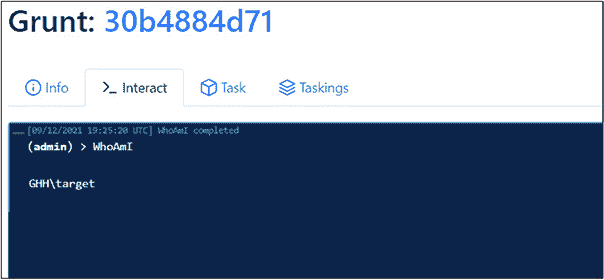 Grunt: 30b4884d71
Info
>_ Interact
Task
Taskings
[09/12/2021 19:25:20 UTC] WhoAmI completed
(admin) > WhoAmI
GHH\target